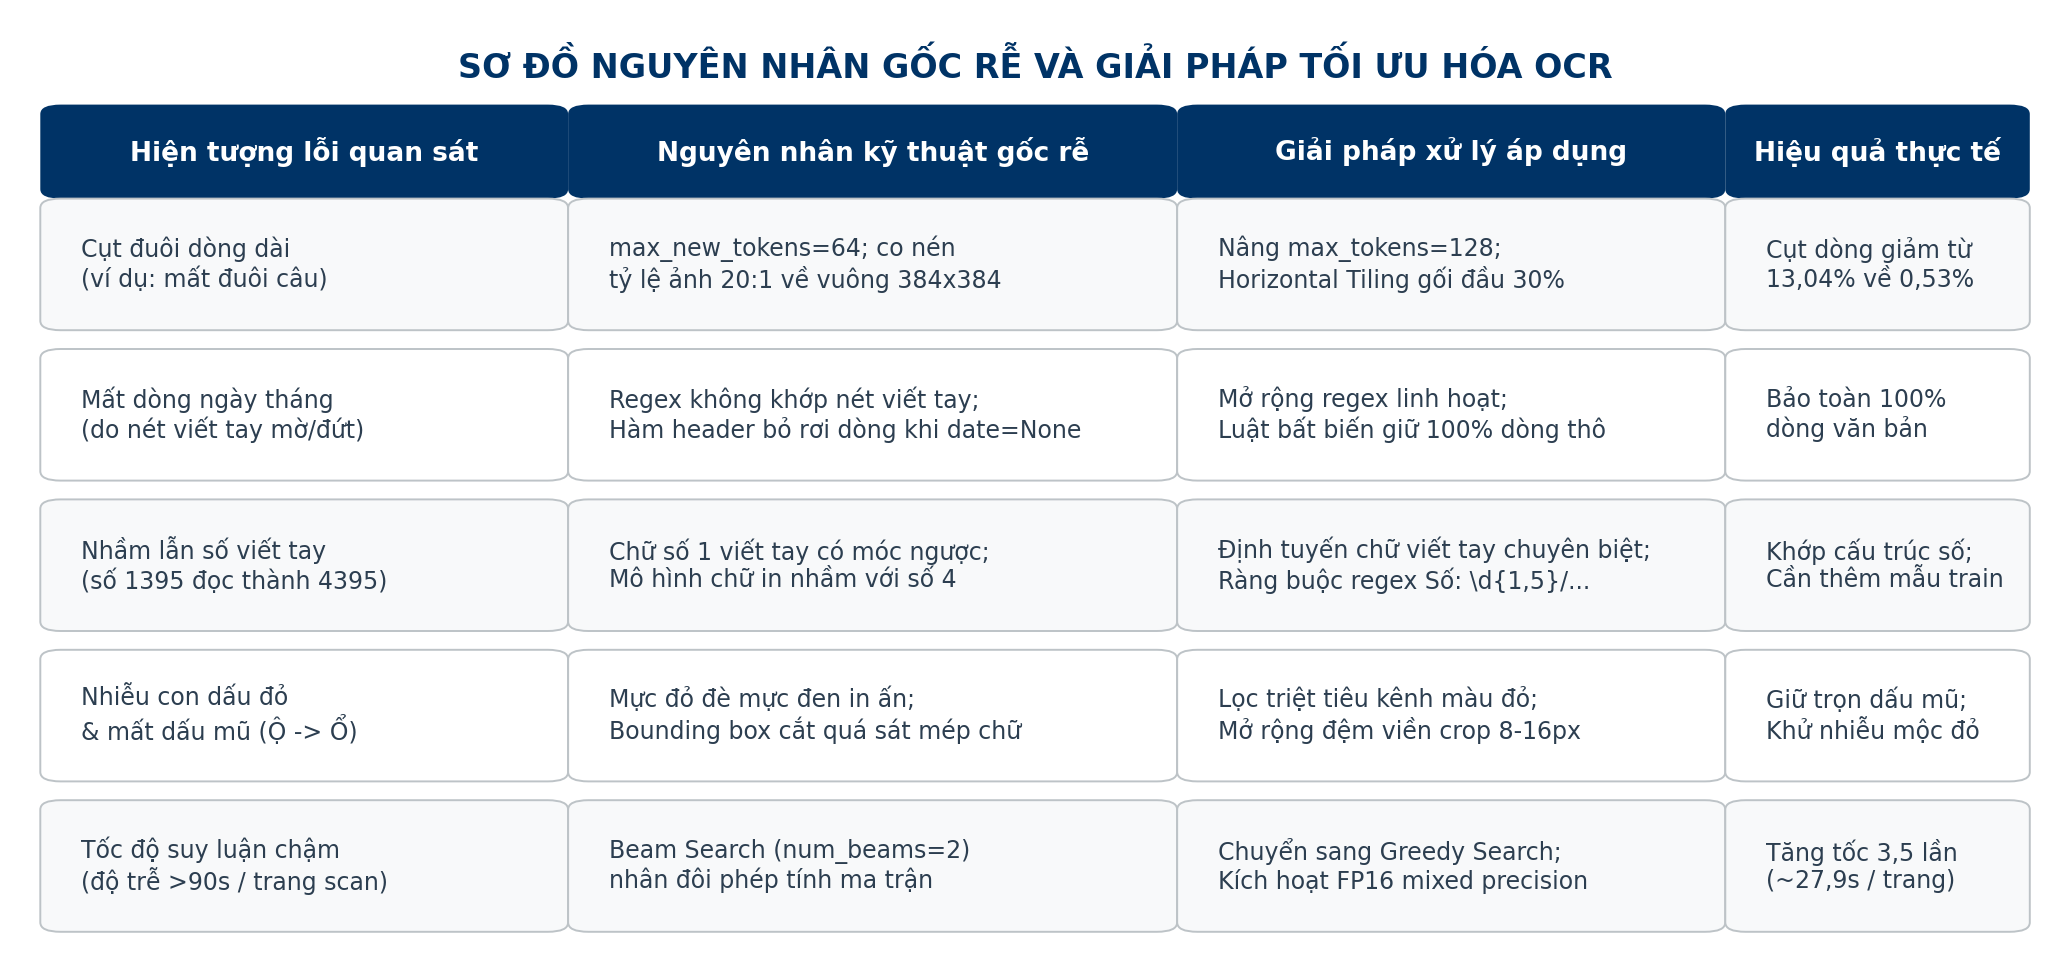 SƠ ĐỒ NGUYÊN NHÂN GỐC RỄ VÀ GIẢI PHÁP TỐI ƯU HÓA OCR
Hiện tượng lỗi quan sát
Nguyên nhân kỹ thuật gốc rễ
Giải pháp xử lý áp dụng
Hiệu quả thực tế
Cụt đuôi dòng dài
(ví dụ: mất đuôi câu)
max_new_tokens=64; co nén
tỷ lệ ảnh 20:1 về vuông 384x384
Nâng max_tokens=128;
Horizontal Tiling gối đầu 30%
Cụt dòng giảm từ
13,04% về 0,53%
Mất dòng ngày tháng
(do nét viết tay mờ/đứt)
Regex không khớp nét viết tay;
Hàm header bỏ rơi dòng khi date=None
Mở rộng regex linh hoạt;
Luật bất biến giữ 100% dòng thô
Bảo toàn 100%
dòng văn bản
Nhầm lẫn số viết tay
(số 1395 đọc thành 4395)
Chữ số 1 viết tay có móc ngược;
Mô hình chữ in nhầm với số 4
Định tuyến chữ viết tay chuyên biệt;
Ràng buộc regex Số: \d{1,5}/...
Khớp cấu trúc số;
Cần thêm mẫu train
Nhiễu con dấu đỏ
& mất dấu mũ (Ộ -> Ổ)
Mực đỏ đè mực đen in ấn;
Bounding box cắt quá sát mép chữ
Lọc triệt tiêu kênh màu đỏ;
Mở rộng đệm viền crop 8-16px
Giữ trọn dấu mũ;
Khử nhiễu mộc đỏ
Tốc độ suy luận chậm
(độ trễ >90s / trang scan)
Beam Search (num_beams=2)
nhân đôi phép tính ma trận
Chuyển sang Greedy Search;
Kích hoạt FP16 mixed precision
Tăng tốc 3,5 lần
(~27,9s / trang)